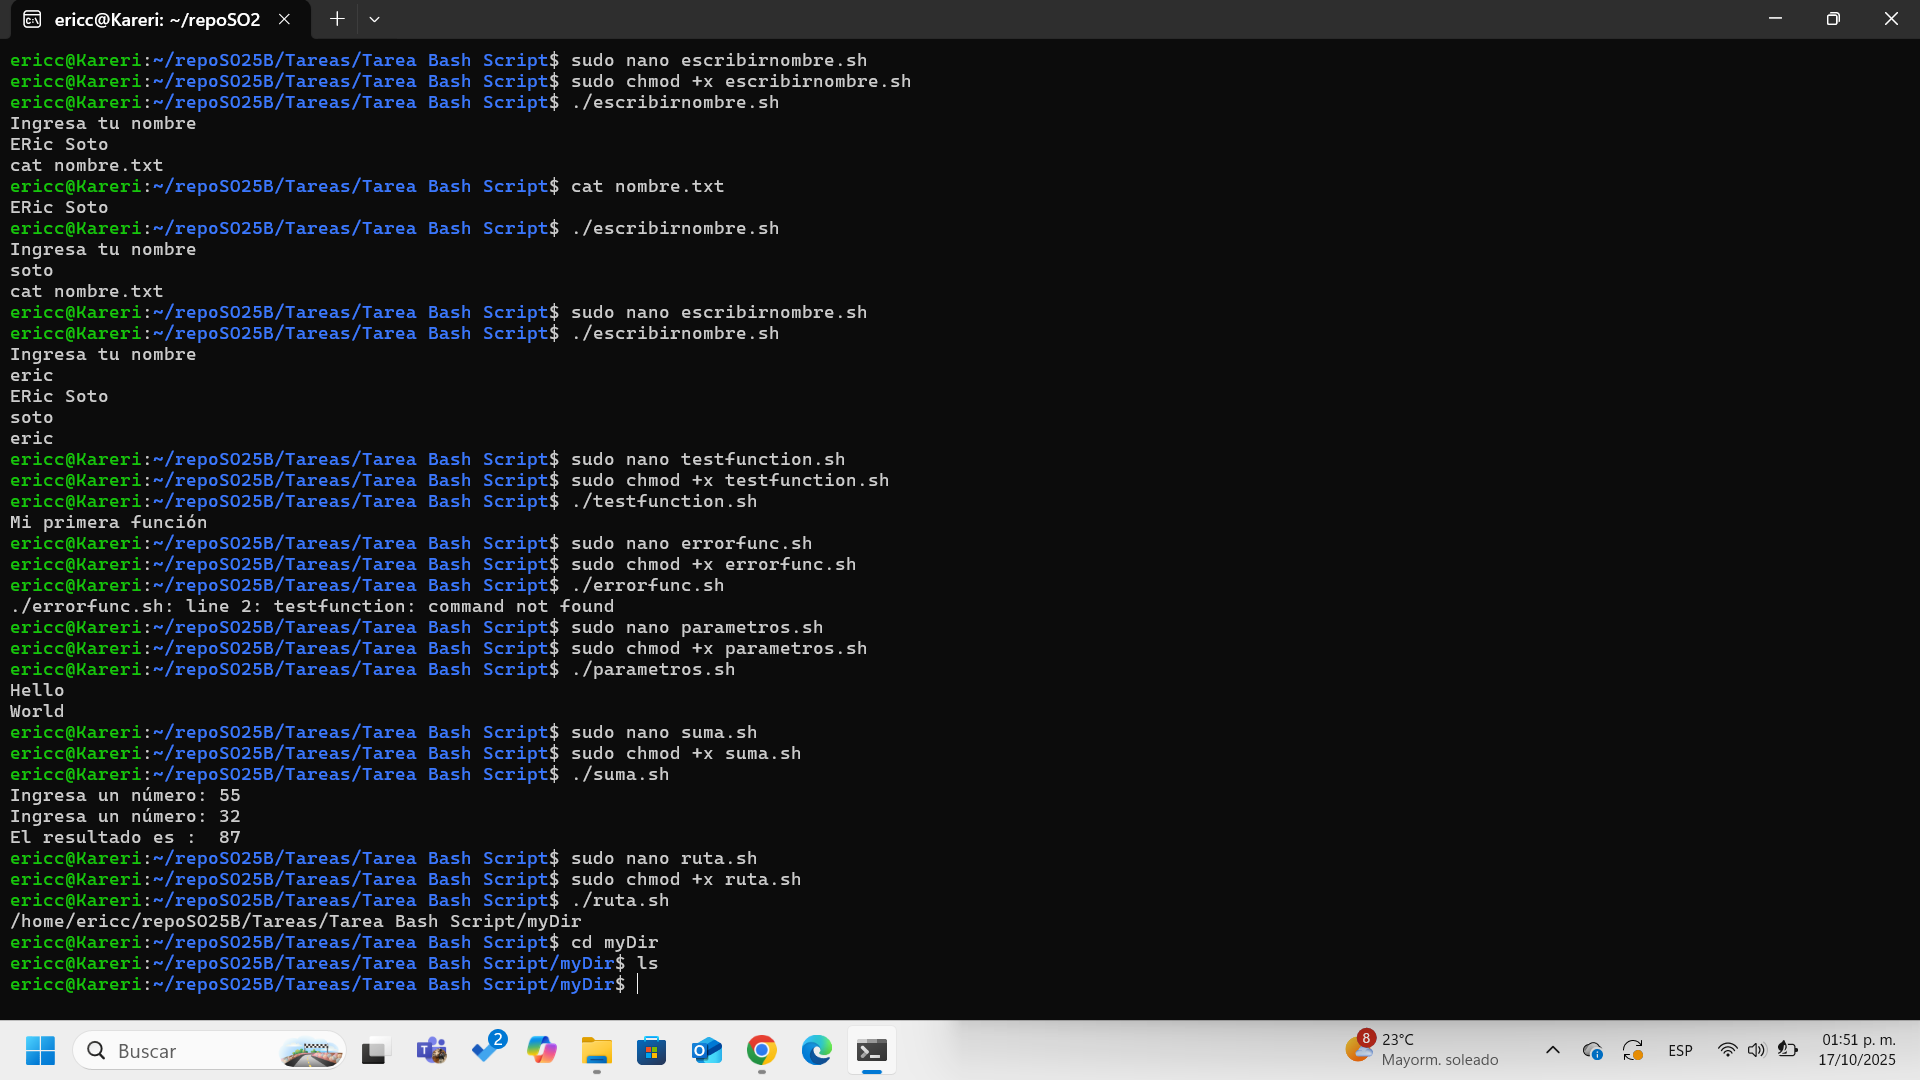 ericc@Kareri: ~/repoSO2
ericc@Kareri:~/repoSO25B/Tareas/Tarea Bash Script$ sudo nano escribirnombre.sh
ericc@Kareri:~/repoSO25B/Tareas/Tarea Bash Script$ sudo chmod +x escribirnombre.sh
ericc@Kareri:~/repoSO25B/Tareas/Tarea Bash Script$ ./escribirnombre.sh
Ingresa tu nombre
ERic Soto
cat nombre.txt
ericc@Kareri:~/repoSO25B/Tareas/Tarea Bash Script$ cat nombre.txt
ERic Soto
ericc@Kareri:~/repoSO25B/Tareas/Tarea Bash Script$ ./escribirnombre.sh
Ingresa tu nombre
soto
cat nombre.txt
ericc@Kareri:~/repoSO25B/Tareas/Tarea Bash Script$ sudo nano escribirnombre.sh
ericc@Kareri:~/repoSO25B/Tareas/Tarea Bash Script$ ./escribirnombre.sh
Ingresa tu nombre
eric
ERic Soto
soto
eric
ericc@Kareri:~/repoSO25B/Tareas/Tarea Bash Script$ sudo nano testfunction.sh
ericc@Kareri:~/repoSO25B/Tareas/Tarea Bash Script$ sudo chmod +x testfunction.sh
ericc@Kareri:~/repoSO25B/Tareas/Tarea Bash Script$ ./testfunction.sh
Mi primera función
ericc@Kareri:~/repoSO25B/Tareas/Tarea Bash Script$ sudo nano errorfunc.sh
ericc@Kareri:~/repoSO25B/Tareas/Tarea Bash Script$ sudo chmod +x errorfunc.sh
ericc@Kareri:~/repoSO25B/Tareas/Tarea Bash Script$ ./errorfunc.sh
./errorfunc.sh: line 2: testfunction: command not found
ericc@Kareri:~/repoSO25B/Tareas/Tarea Bash Script$ sudo nano parametros.sh
ericc@Kareri:~/repoSO25B/Tareas/Tarea Bash Script$ sudo chmod +x parametros.sh
ericc@Kareri:~/repoSO25B/Tareas/Tarea Bash Script$ ./parametros.sh
Hello
World
ericc@Kareri:~/repoSO25B/Tareas/Tarea Bash Script$ sudo nano suma.sh
ericc@Kareri:~/repoSO25B/Tareas/Tarea Bash Script$ sudo chmod +x suma.sh
ericc@Kareri:~/repoSO25B/Tareas/Tarea Bash Script$ ./suma.sh
Ingresa un número: 55
Ingresa un número: 32
El resultado es :  87
ericc@Kareri:~/repoSO25B/Tareas/Tarea Bash Script$ sudo nano ruta.sh
ericc@Kareri:~/repoSO25B/Tareas/Tarea Bash Script$ sudo chmod +x ruta.sh
ericc@Kareri:~/repoSO25B/Tareas/Tarea Bash Script$ ./ruta.sh
/home/ericc/repoSO25B/Tareas/Tarea Bash Script/myDir
ericc@Kareri:~/repoSO25B/Tareas/Tarea Bash Script$ cd myDir
ericc@Kareri:~/repoSO25B/Tareas/Tarea Bash Script/myDir$ ls
ericc@Kareri:~/repoSO25B/Tareas/Tarea Bash Script/myDir$
Buscar
2
8
23°C
Mayorm. soleado
ESP
01:51 p. m.
17/10/2025